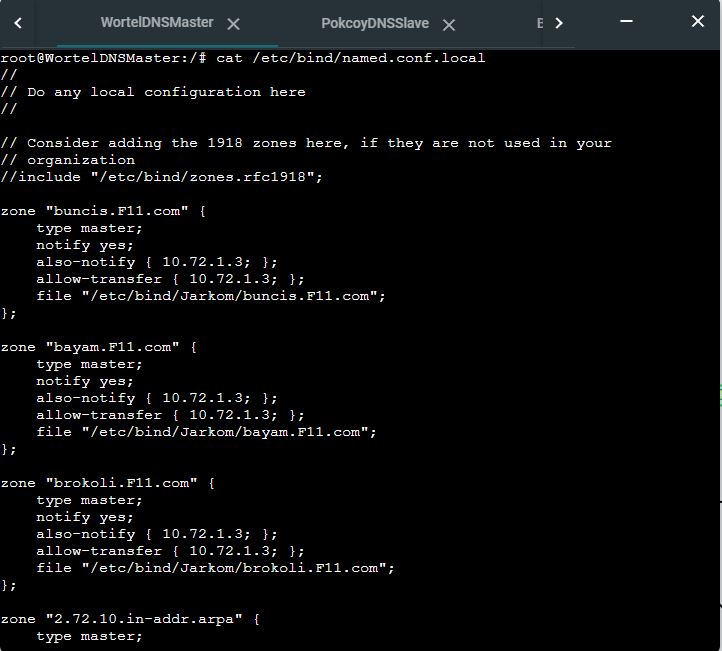 WortelDNSMaster
PokcoyDNSSlave
root@WortelDNSMaster:/# cat /etc/bind/named.conf.local
//
// Do any local configuration here
//
// Consider adding the 1918 zones here, if they are not used in your
// organization
//include "/etc/bind/zones.rfc1918";
zone "buncis.F11.com" {
    type master;
    notify yes;
    also-notify { 10.72.1.3; };
    allow-transfer { 10.72.1.3; };
    file "/etc/bind/Jarkom/buncis.F11.com";
};
zone "bayam.F11.com" {
    type master;
    notify yes;
    also-notify { 10.72.1.3; };
    allow-transfer { 10.72.1.3; };
    file "/etc/bind/Jarkom/bayam.F11.com";
};
zone "brokoli.F11.com" {
    type master;
    notify yes;
    also-notify { 10.72.1.3; };
    allow-transfer { 10.72.1.3; };
    file "/etc/bind/Jarkom/brokoli.F11.com";
};
zone "2.72.10.in-addr.arpa" {
    type master;